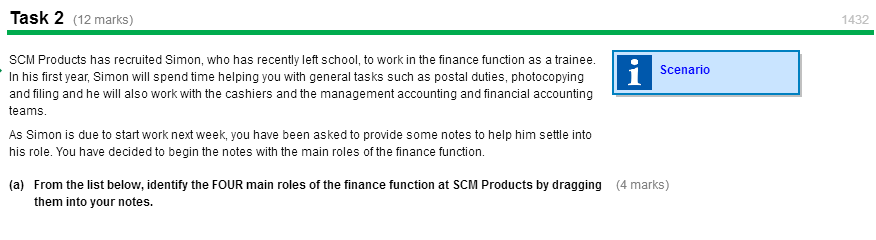 Task 2 (12 marks) 1432
SCM Products has recruited Simon, who has recently left school, to work in the finance function as a trainee.
In his first year, Simon will spend time helping you with general tasks such as postal duties, photocopying
and filing and he will also work with the cashiers and the management accounting and financial accounting
teams.
i Scenario
As Simon is due to start work next week, you have been asked to provide some notes to help him settle into
his role. You have decided to begin the notes with the main roles of the finance function.
(a) From the list below, identify the FOUR main roles of the finance function at SCM Products by dragging (4 marks)
them into your notes.